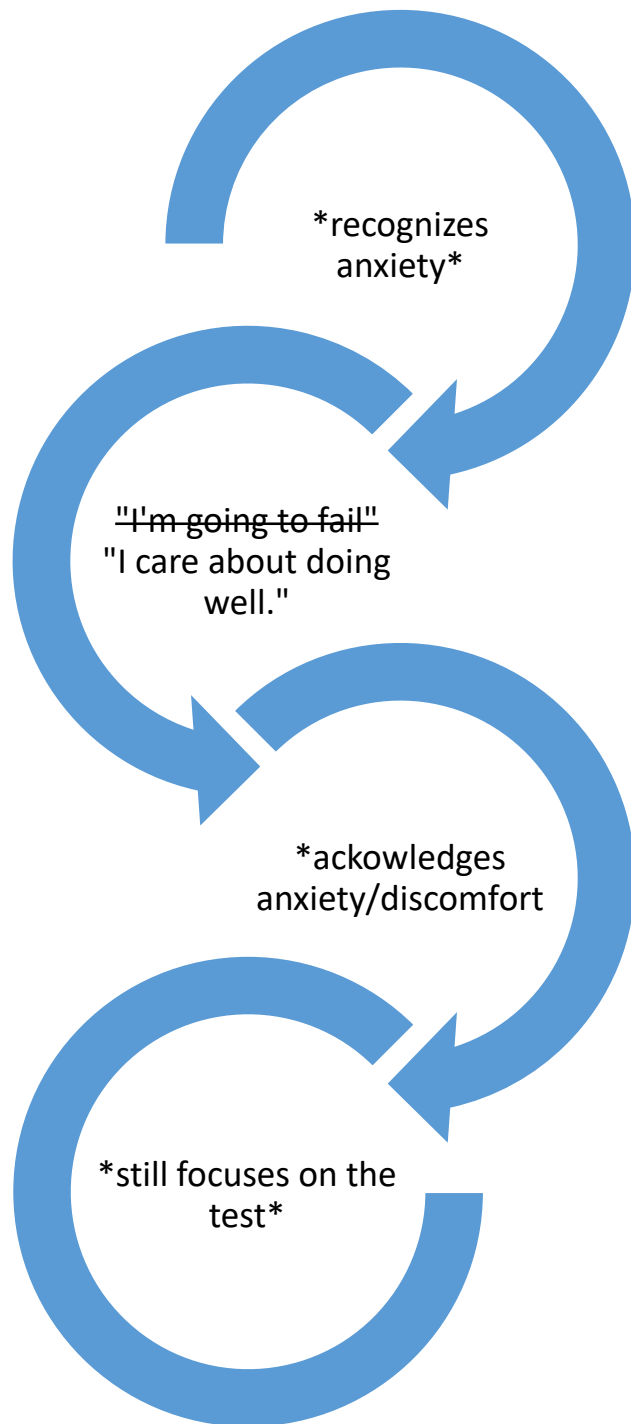 *recognizes
anxiety*
"I'm going to fail"
"I care about doing
well."
*ackowledges
anxiety/discomfort
*still focuses on the
test*